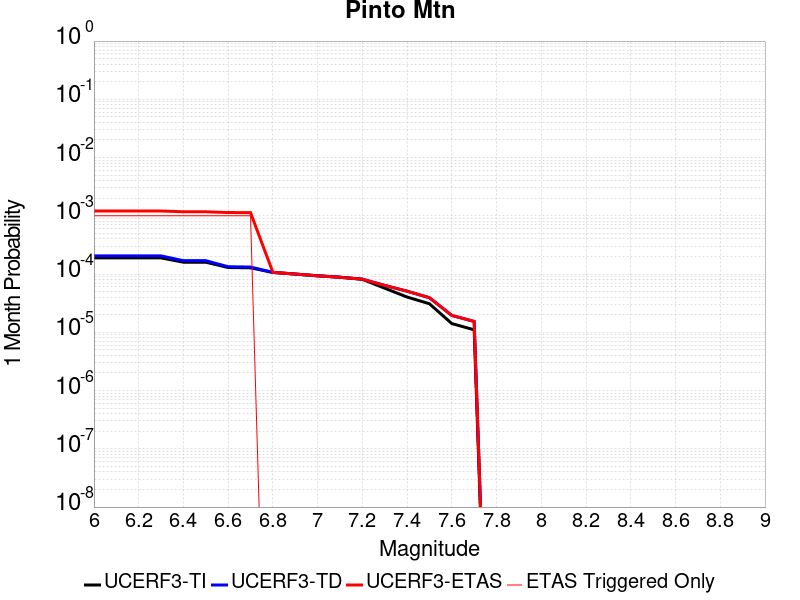 Pinto Mtn
10^0
10^-1
10^-2
10^-3
10^-4
10^-5
10^-6
10^-7
10^-8
1 Month Probability
6 6.2 6.4 6.6 6.8 7 7.2 7.4 7.6 7.8 8 8.2 8.4 8.6 8.8 9
Magnitude
UCERF3-TI UCERF3-TD UCERF3-ETAS ETAS Triggered Only